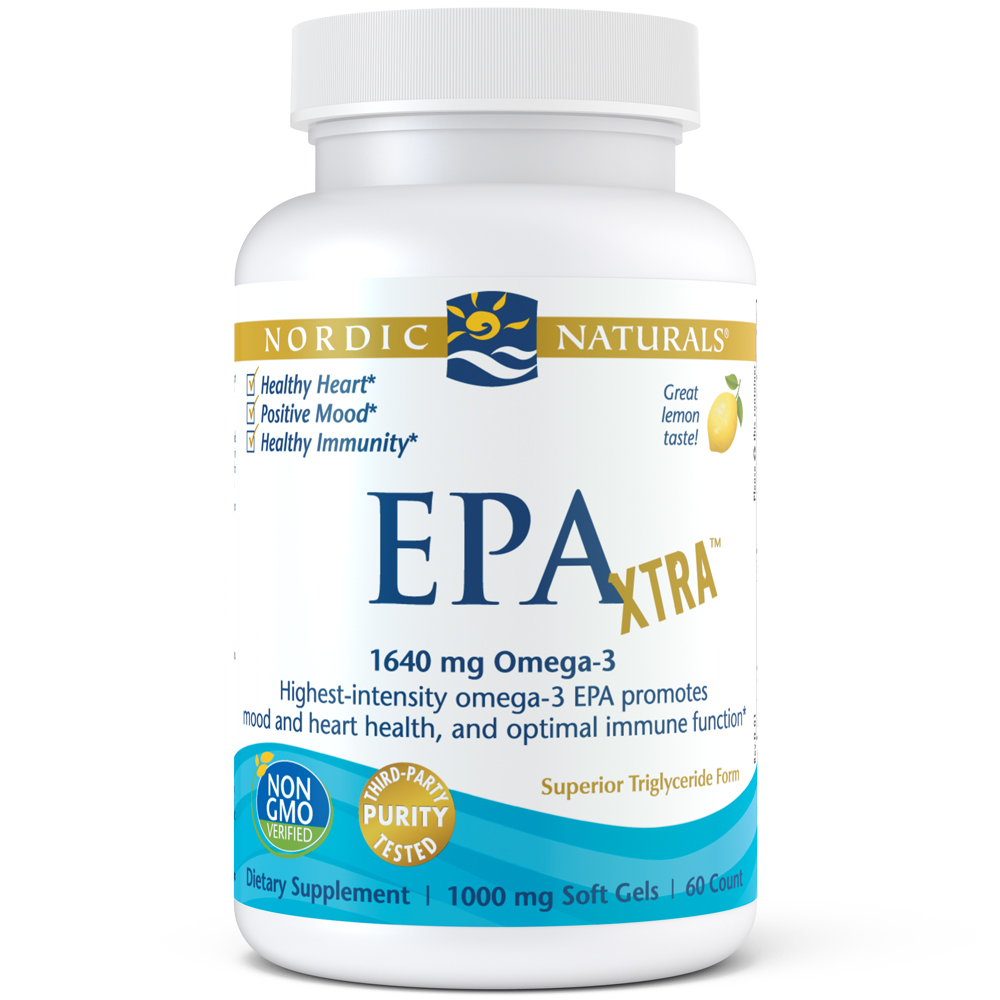 NORDIC NATURALS®
Healthy Heart*
Positive Mood*
Healthy Immunity*
Great
lemon
taste!
EPA
XTRA™
1640 mg Omega-3
Highest-intensity omega-3 EPA promotes
mood and heart health, and optimal immune function*
Superior Triglyceride Form
NON
GMO
VERIFIED
THIRD-PARTY
PURITY
TESTED
Dietary Supplement | 1000 mg Soft Gels | 60 Count